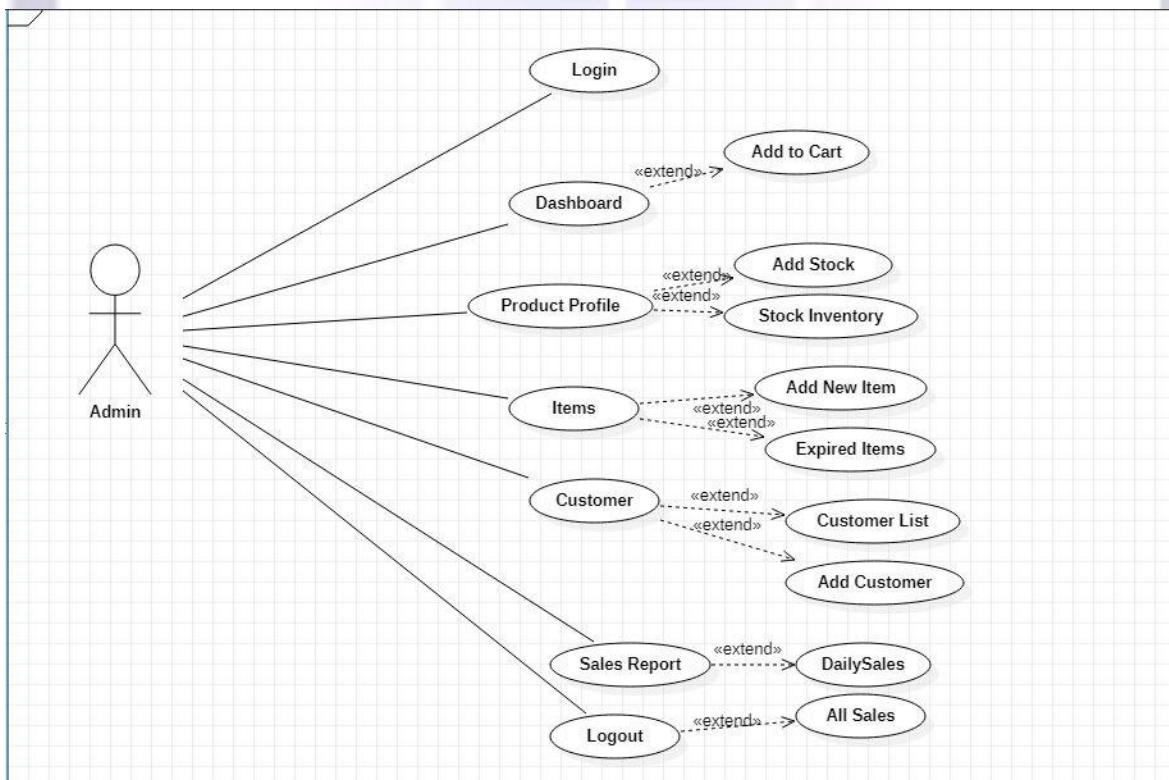 Login
Add to Cart
«extend»
Dashboard
Add Stock
«extend»
«extend»
Product Profile
Stock Inventory
Add New Item
«extend»
Items
«extend»
Admin
Expired Items
«extend»
Customer
Customer List
«extend»
Add Customer
«extend»
Sales Report
DailySales
All Sales
«extend»
Logout